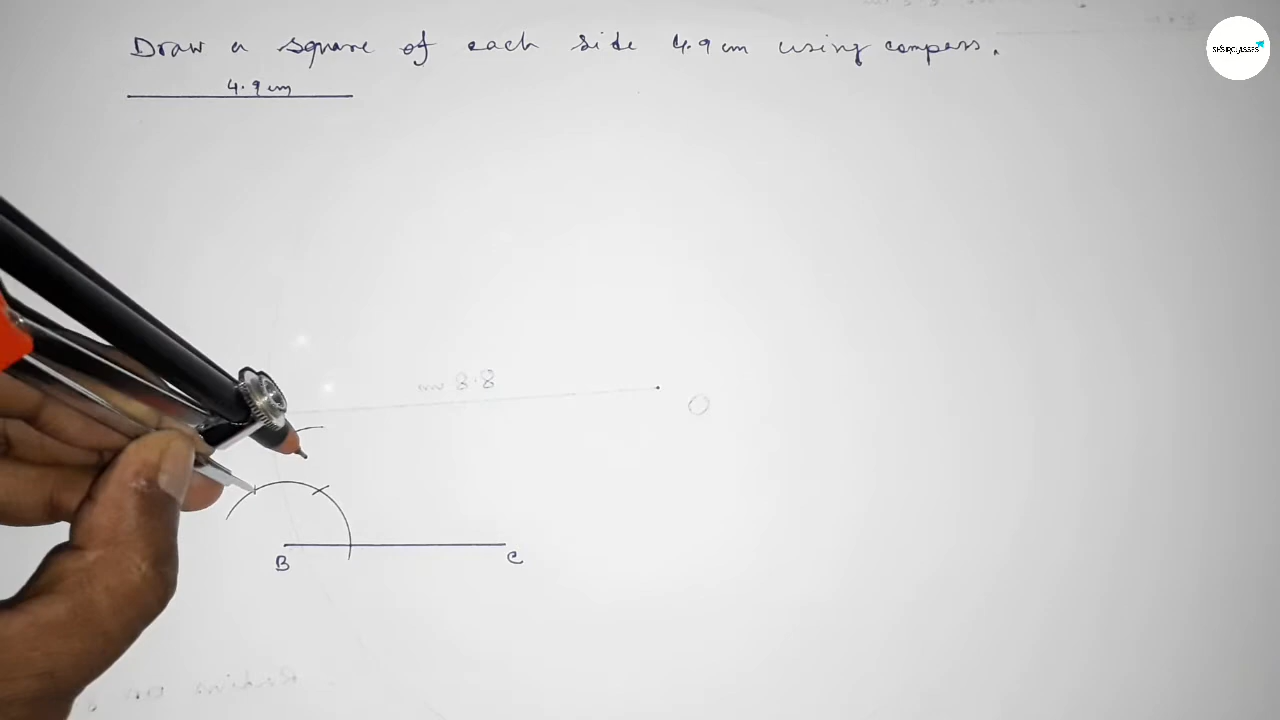 Draw a square of each side 4.9 cm using compass.
4.9 cm
B
C